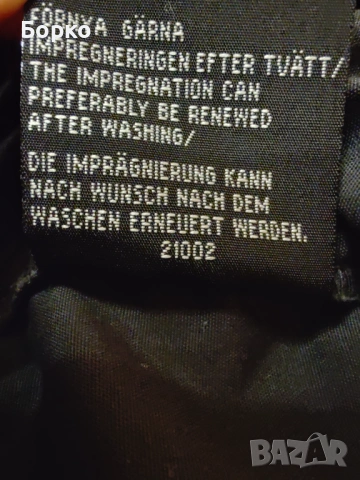 Борко
FÖRNYA GÄRNA
IMPREGNERINGEN EFTER TVÄTT/
THE IMPREGNATION CAN
PREFERABLY BE RENEWED
AFTER WASHING/
DIE IMPRÄGNIERUNG KANN
NACH WUNSCH NACH DEM
WASCHEN ERNEUERT WERDEN.
21002
BAZAR